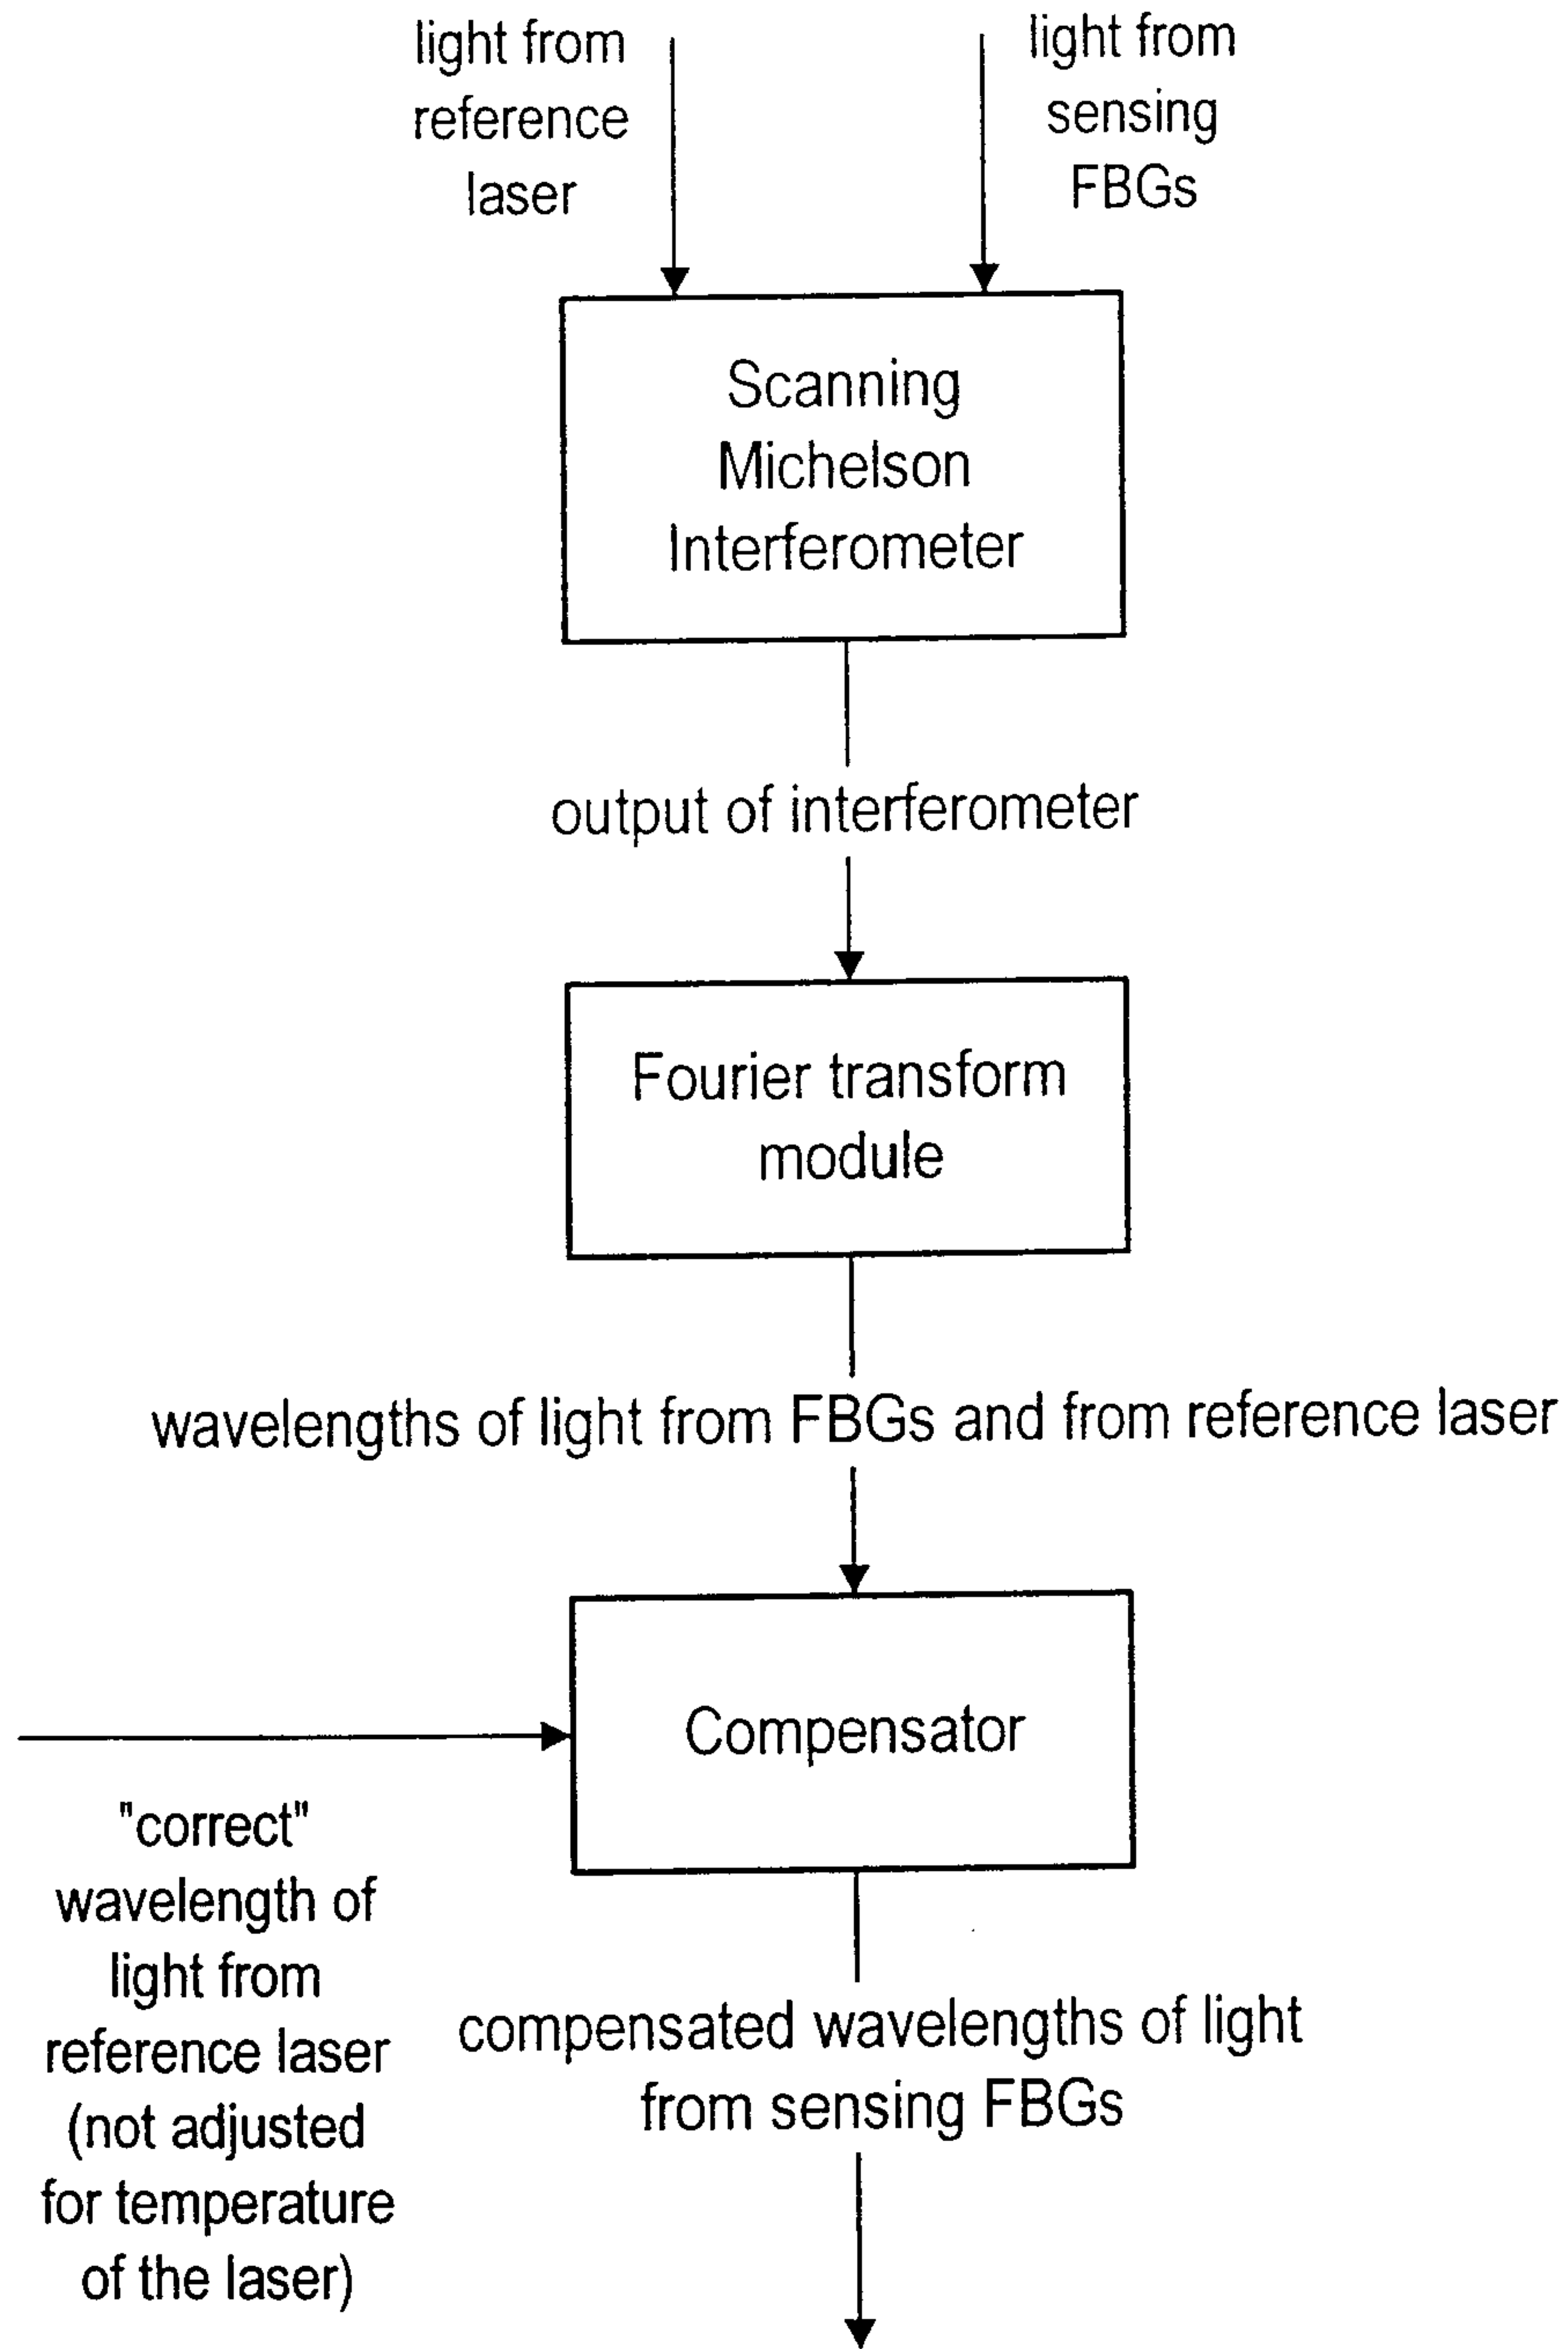 light from
reference
laser
light from
sensing
FBGs
Scanning
Michelson
Interferometer
output of interferometer
Fourier transform
module
wavelengths of light from FBGs and from reference laser
Compensator
"correct"
wavelength of
light from
reference laser
(not adjusted
for temperature
of the laser)
compensated wavelengths of light
from sensing FBGs